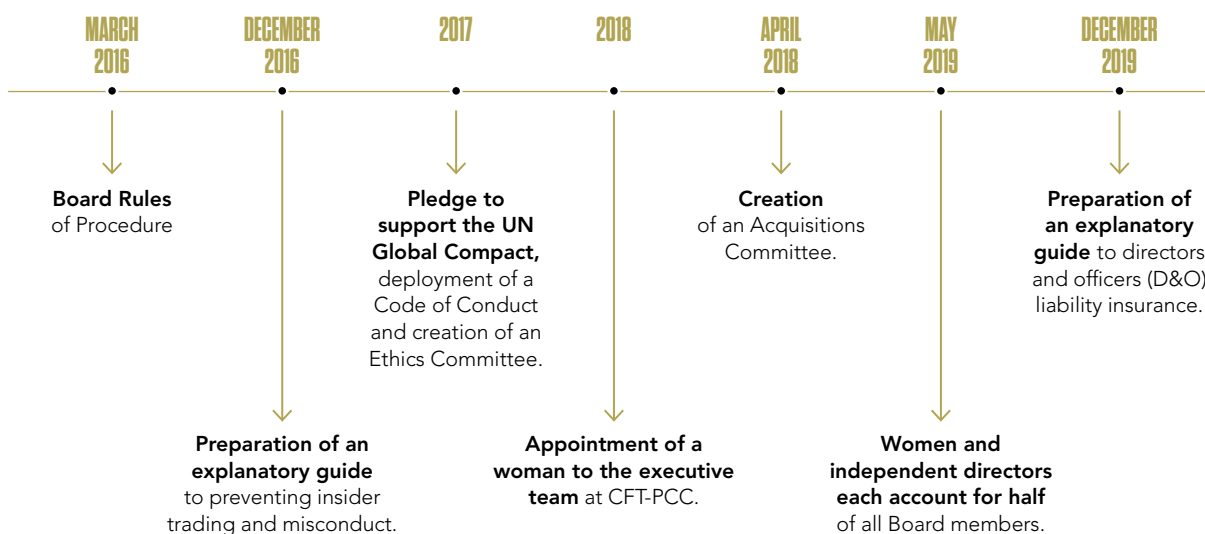 MARCH
2016
DECEMBER
2016
2017
2018
APRIL
2018
MAY
2019
DECEMBER
2019
Board Rules
of Procedure
Pledge to
support the UN
Global Compact,
deployment of a
Code of Conduct
and creation of an
Ethics Committee.
Creation
of an Acquisitions
Committee.
Preparation of
an explanatory
guide to directors
and officers (D&O)
liability insurance.
Preparation of an
explanatory guide
to preventing insider
trading and misconduct.
Appointment of a
woman to the executive
team at CFT-PCC.
Women and
independent directors
each account for half
of all Board members.